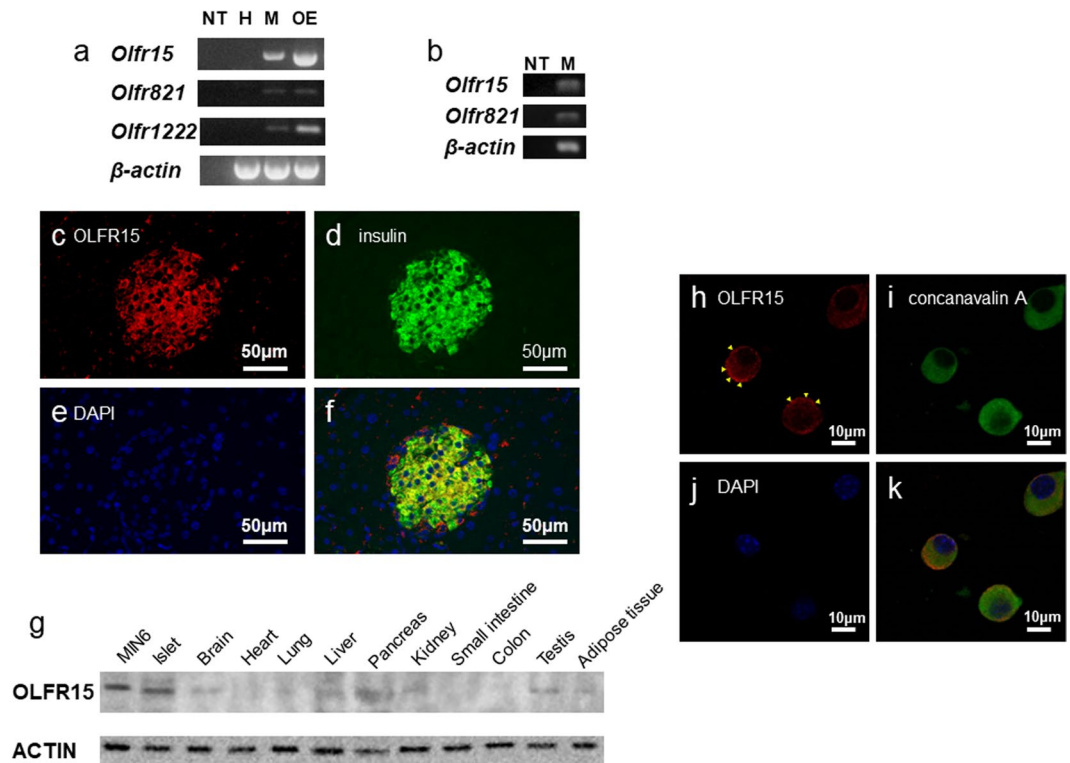 a
NT H M OE
Olfr15
Olfr821
Olfr1222
β-actin
b
NT M
Olfr15
Olfr821
β-actin
c OLFR15
50µm
d insulin
50µm
e DAPI
50µm
f
50µm
g
MIN6 Islet Brain Heart Lung Liver Pancreas Kidney Small intestine Colon Testis Adipose tissue
OLFR15
ACTIN
h OLFR15
10µm
i concanavalin A
10µm
j DAPI
10µm
k
10µm